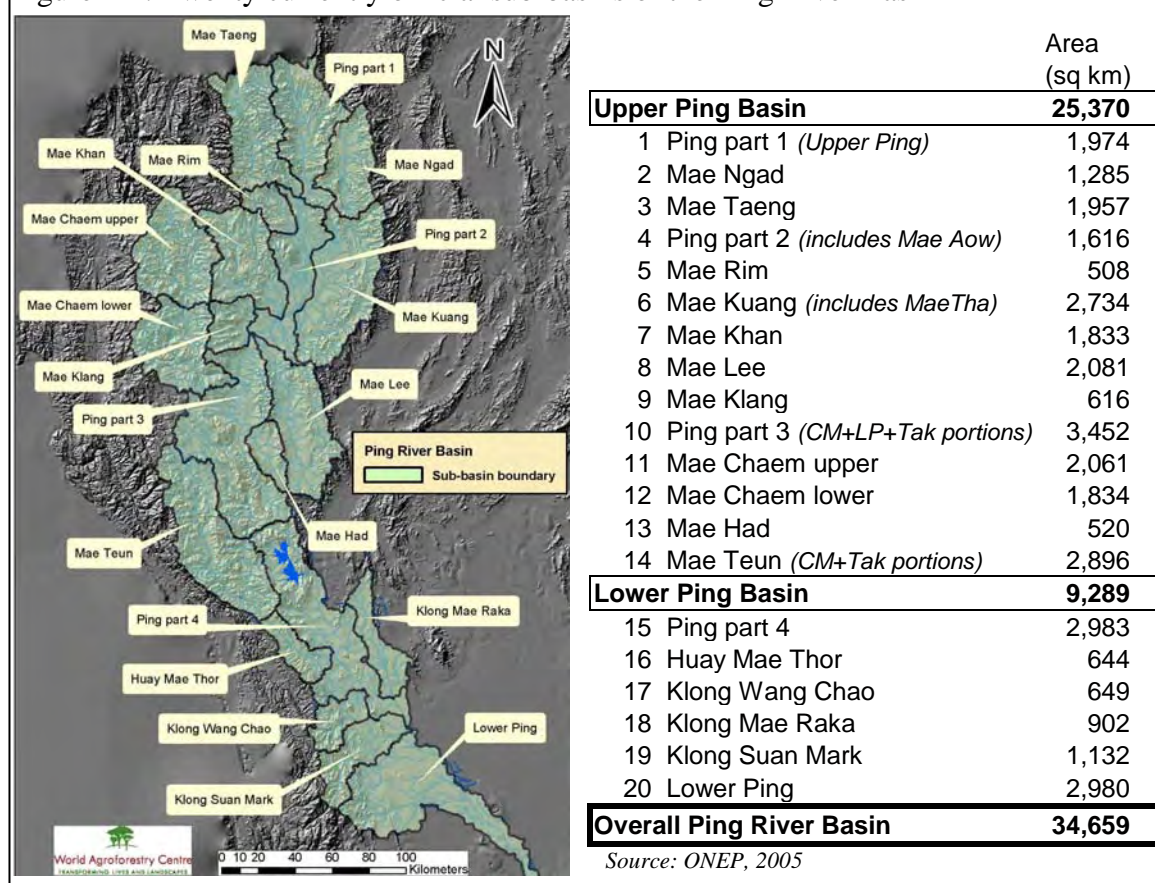 Mae Taeng
N
Ping part 1
Mae Khan
Mae Rim
Mae Ngad
Mae Chaem upper
Ping part 2
Mae Chaem lower
Mae Kuang
Mae Klang
Mae Lee
Ping part 3
Ping River Basin
Sub-basin boundary
Mae Had
Mae Teun
Klong Mae Raka
Ping part 4
Huay Mae Thor
Klong Wang Chao
Lower Ping
Klong Suan Mark
World Agroforestry Centre
TRANSFORMING LIVES AND LANDSCAPES
0 10 20 40 60 80 100
Kilometers
Area
(sq km)
Upper Ping Basin 25,370
1 Ping part 1 (Upper Ping) 1,974
2 Mae Ngad 1,285
3 Mae Taeng 1,957
4 Ping part 2 (includes Mae Aow) 1,616
5 Mae Rim 508
6 Mae Kuang (includes MaeTha) 2,734
7 Mae Khan 1,833
8 Mae Lee 2,081
9 Mae Klang 616
10 Ping part 3 (CM+LP+Tak portions) 3,452
11 Mae Chaem upper 2,061
12 Mae Chaem lower 1,834
13 Mae Had 520
14 Mae Teun (CM+Tak portions) 2,896
Lower Ping Basin 9,289
15 Ping part 4 2,983
16 Huay Mae Thor 644
17 Klong Wang Chao 649
18 Klong Mae Raka 902
19 Klong Suan Mark 1,132
20 Lower Ping 2,980
Overall Ping River Basin 34,659
Source: ONEP, 2005